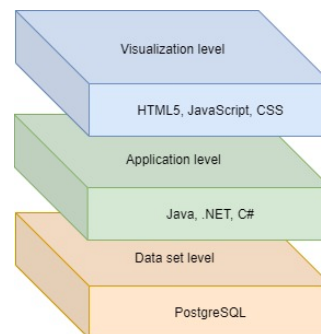 Visualization level
HTML5, JavaScript, CSS
Application level
Java, .NET, C#
Data set level
PostgreSQL